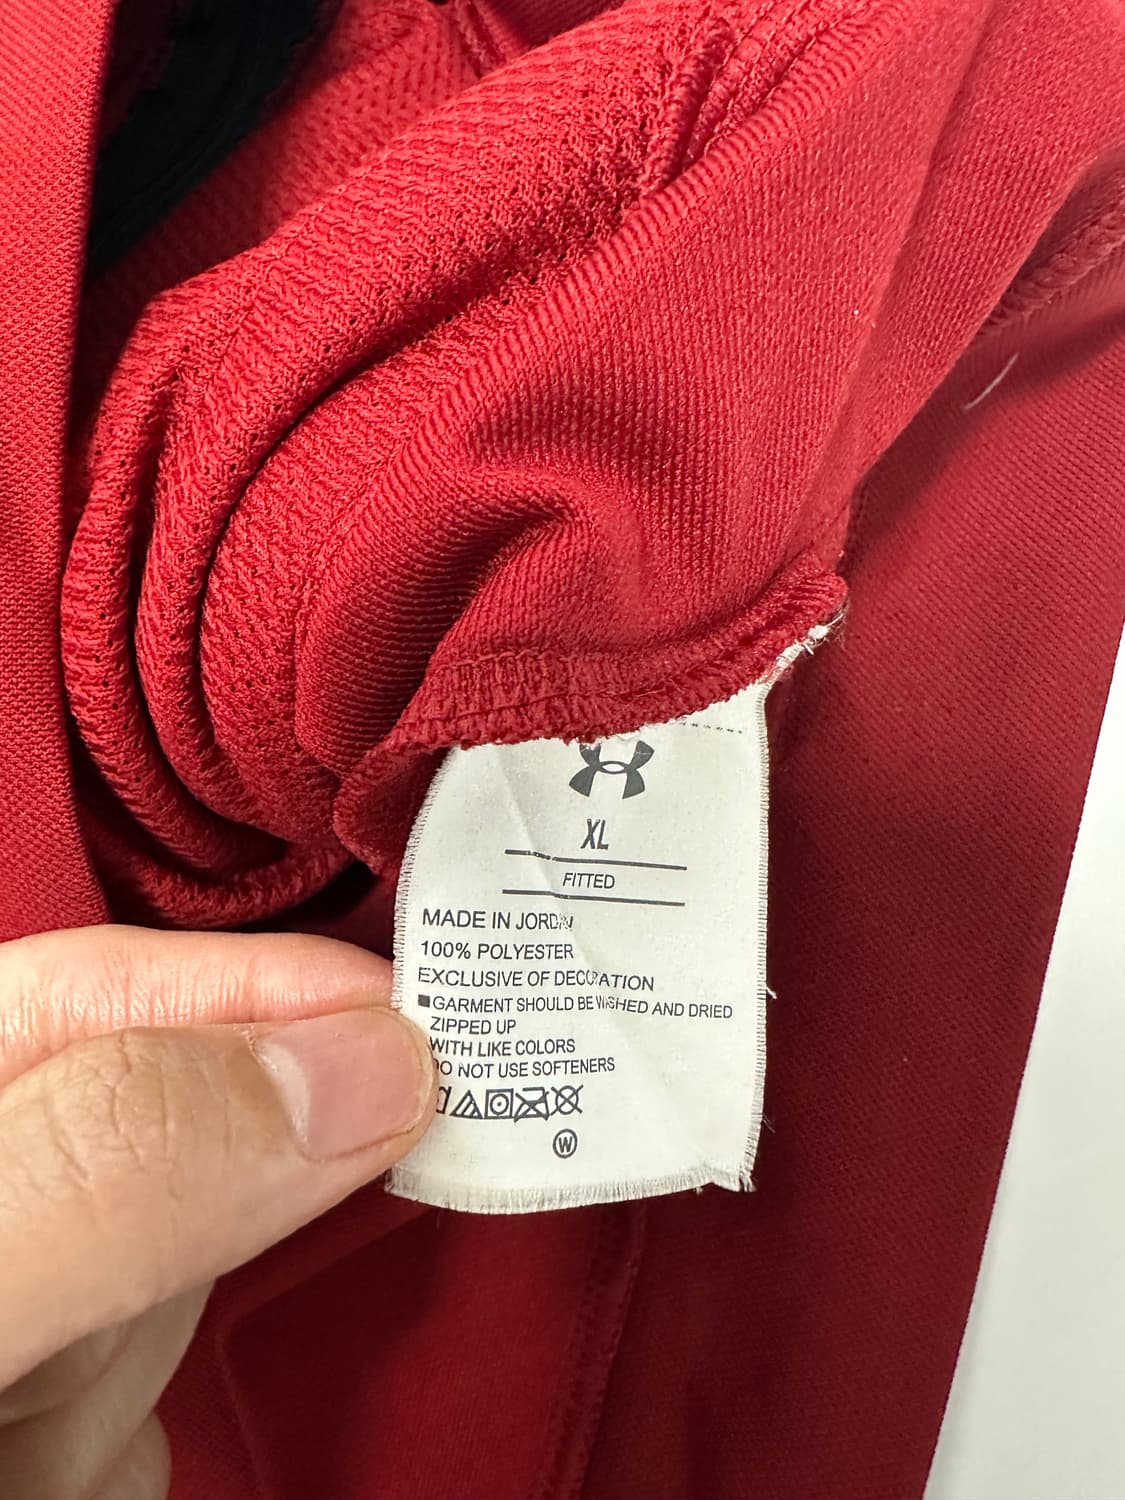 XL
FITTED
MADE IN JORDAN
100% POLYESTER
EXCLUSIVE OF DECORATION
■GARMENT SHOULD BE WASHED AND DRIED
ZIPPED UP
WITH LIKE COLORS
DO NOT USE SOFTENERS
W